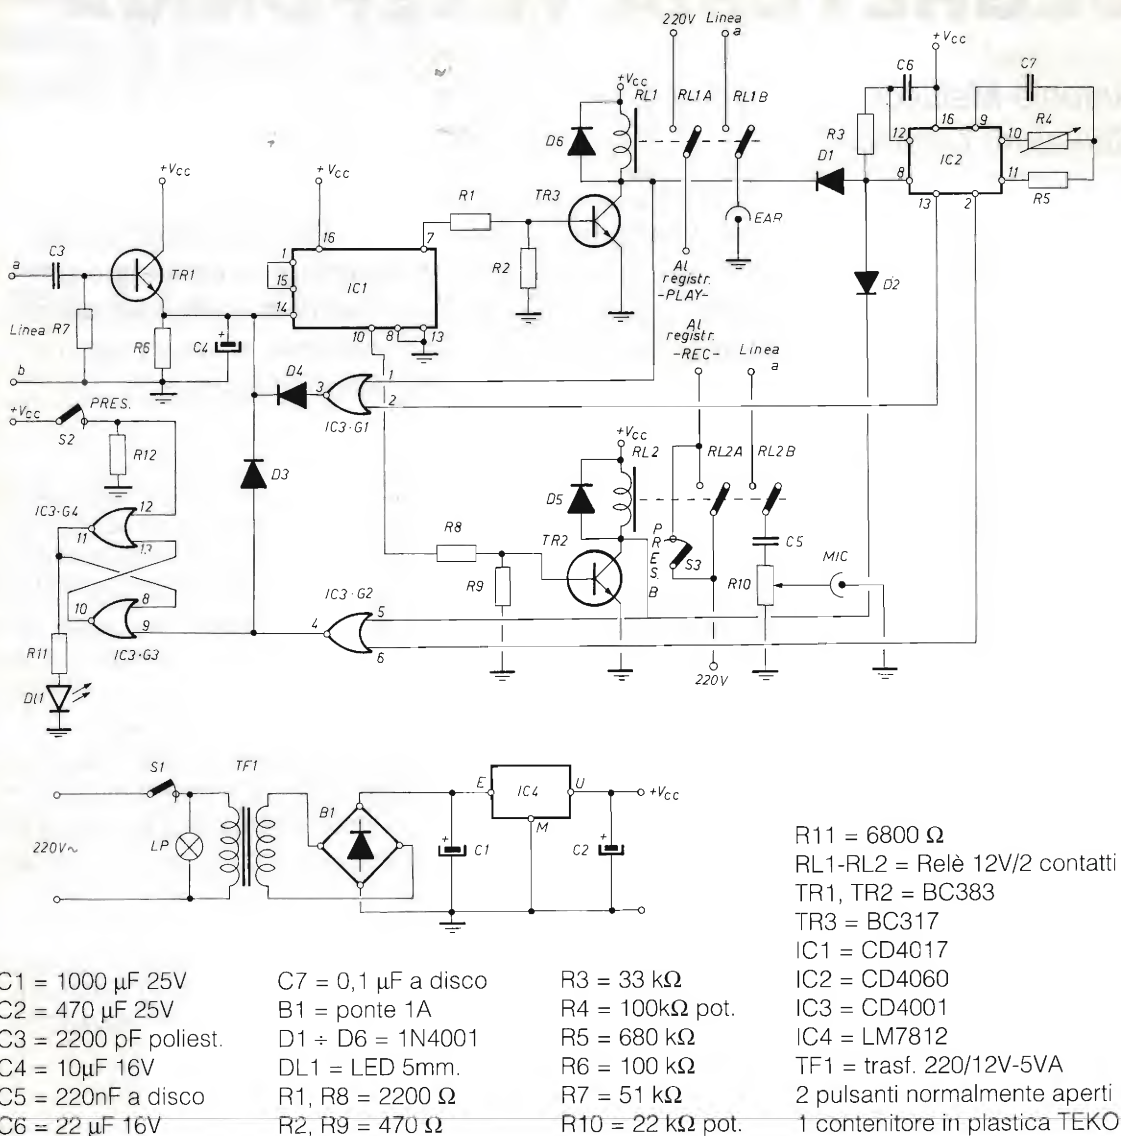 220V Linea
a
+Vcc
C6
C7
+Vcc
RL1
RL1A
RL1B
D6
R3
16
9
12
10
R4
IC2
D1
8
11
R5
13
2
+Vcc
+Vcc
R1
TR3
EAR
C3
a
TR1
16
7
1
15
14
IC1
R2
Al
registr.
-PLAY-
D2
10
8
13
Linea
R7
R6
C4
+
b
Al
registr.
-REC-
Linea
a
D4
3
1
2
IC3·G1
+Vcc
PRES.
S2
R12
+Vcc
RL2
RL2A
RL2B
D3
D5
IC3·G4
12
11
13
R8
TR2
PRES. B
S3
C5
R9
R10
MIC
IC3·G2
10
8
9
4
5
6
R11
IC3·G3
220V
Dl1
S1
TF1
B1
E
IC4
U
+Vcc
M
220V~
LP
+
C1
C2
+
R11 = 6800 Ω
RL1-RL2 = Relè 12V/2 contatti
TR1, TR2 = BC383
TR3 = BC317
IC1 = CD4017
IC2 = CD4060
IC3 = CD4001
IC4 = LM7812
TF1 = trasf. 220/12V-5VA
2 pulsanti normalmente aperti
1 contenitore in plastica TEKO
C1 = 1000 µF 25V
C2 = 470 µF 25V
C3 = 2200 pF poliest.
C4 = 10µF 16V
C5 = 220nF a disco
C6 = 22 µF 16V
C7 = 0,1 µF a disco
B1 = ponte 1A
D1 ÷ D6 = 1N4001
DL1 = LED 5mm.
R1, R8 = 2200 Ω
R2, R9 = 470 Ω
R3 = 33 kΩ
R4 = 100kΩ pot.
R5 = 680 kΩ
R6 = 100 kΩ
R7 = 51 kΩ
R10 = 22 kΩ pot.